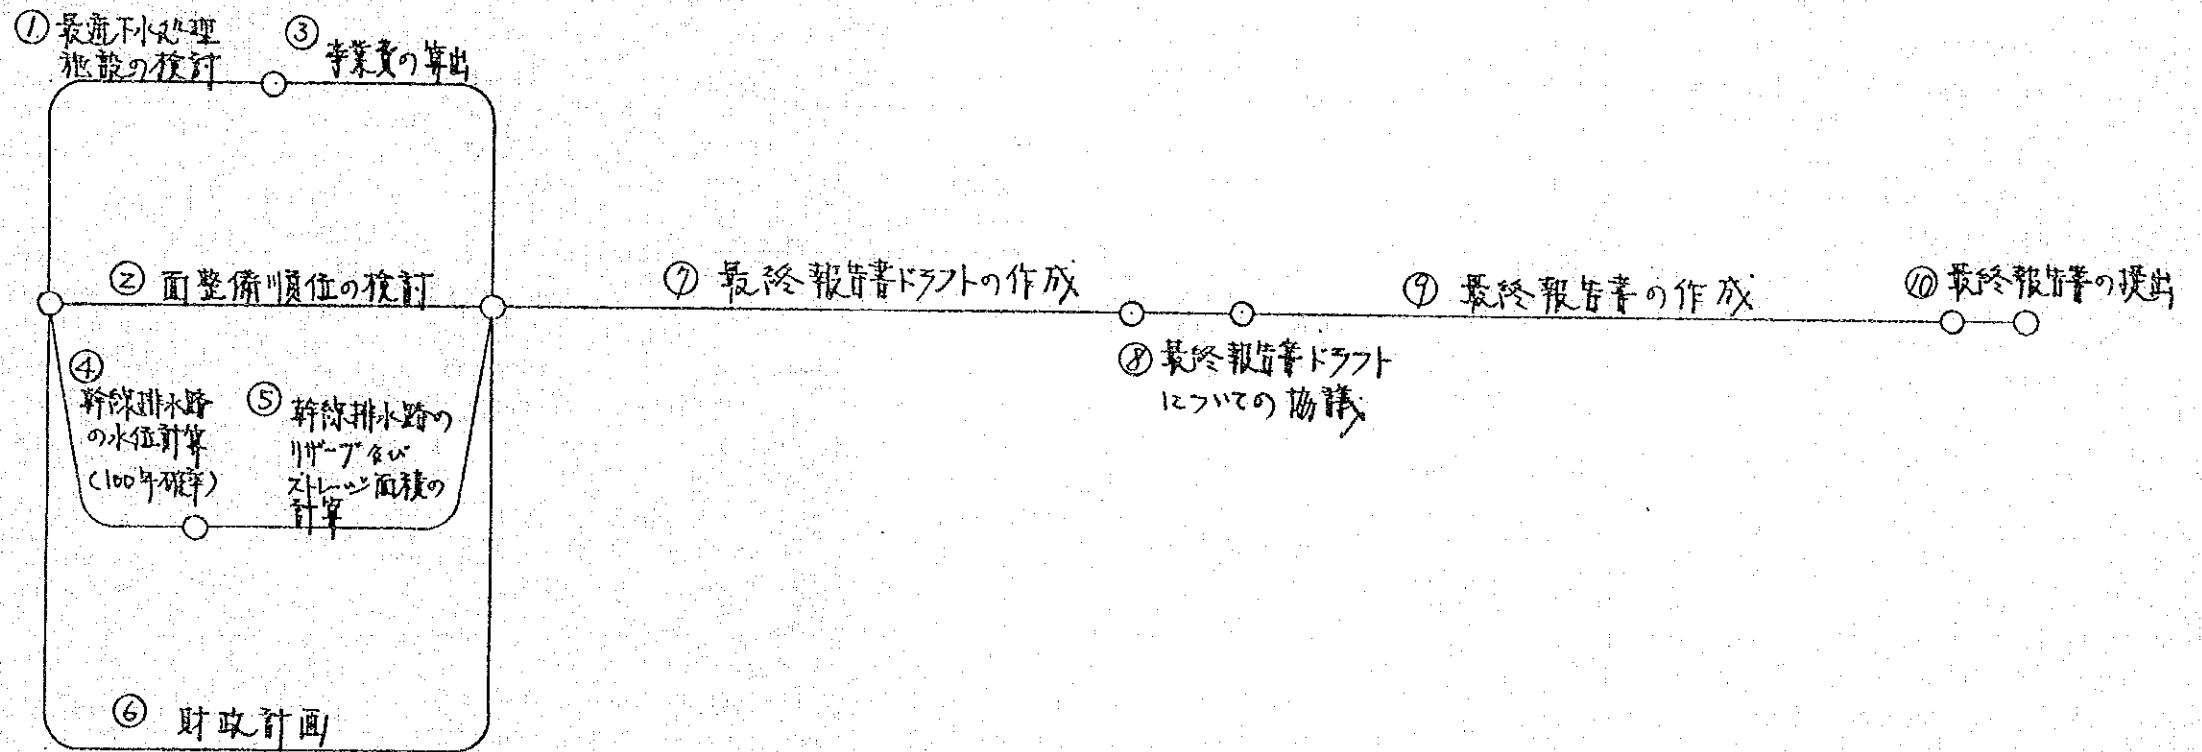 ① 最適下水処理
施設の検討
③
事業費の算出
② 面整備順位の検討
④
幹線排水路
の水位計算
(100年確率)
⑤ 幹線排水路の
リザーブ及び
ストレージ面積の
計算
⑥ 財政計画
⑦ 最終報告書ドラフトの作成
⑧ 最終報告書ドラフト
についての協議
⑨ 最終報告書の作成
⑩ 最終報告書の提出